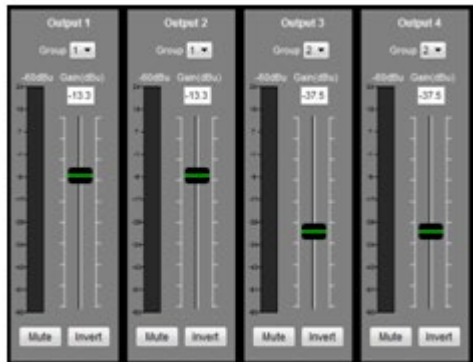 Output 1
Group 1
-60dBu Gain(dBu)
-13.3
Mute Invert
Output 2
Group 1
-60dBu Gain(dBu)
-13.3
Mute Invert
Output 3
Group 2
-60dBu Gain(dBu)
-37.5
Mute Invert
Output 4
Group 2
-60dBu Gain(dBu)
-37.5
Mute Invert